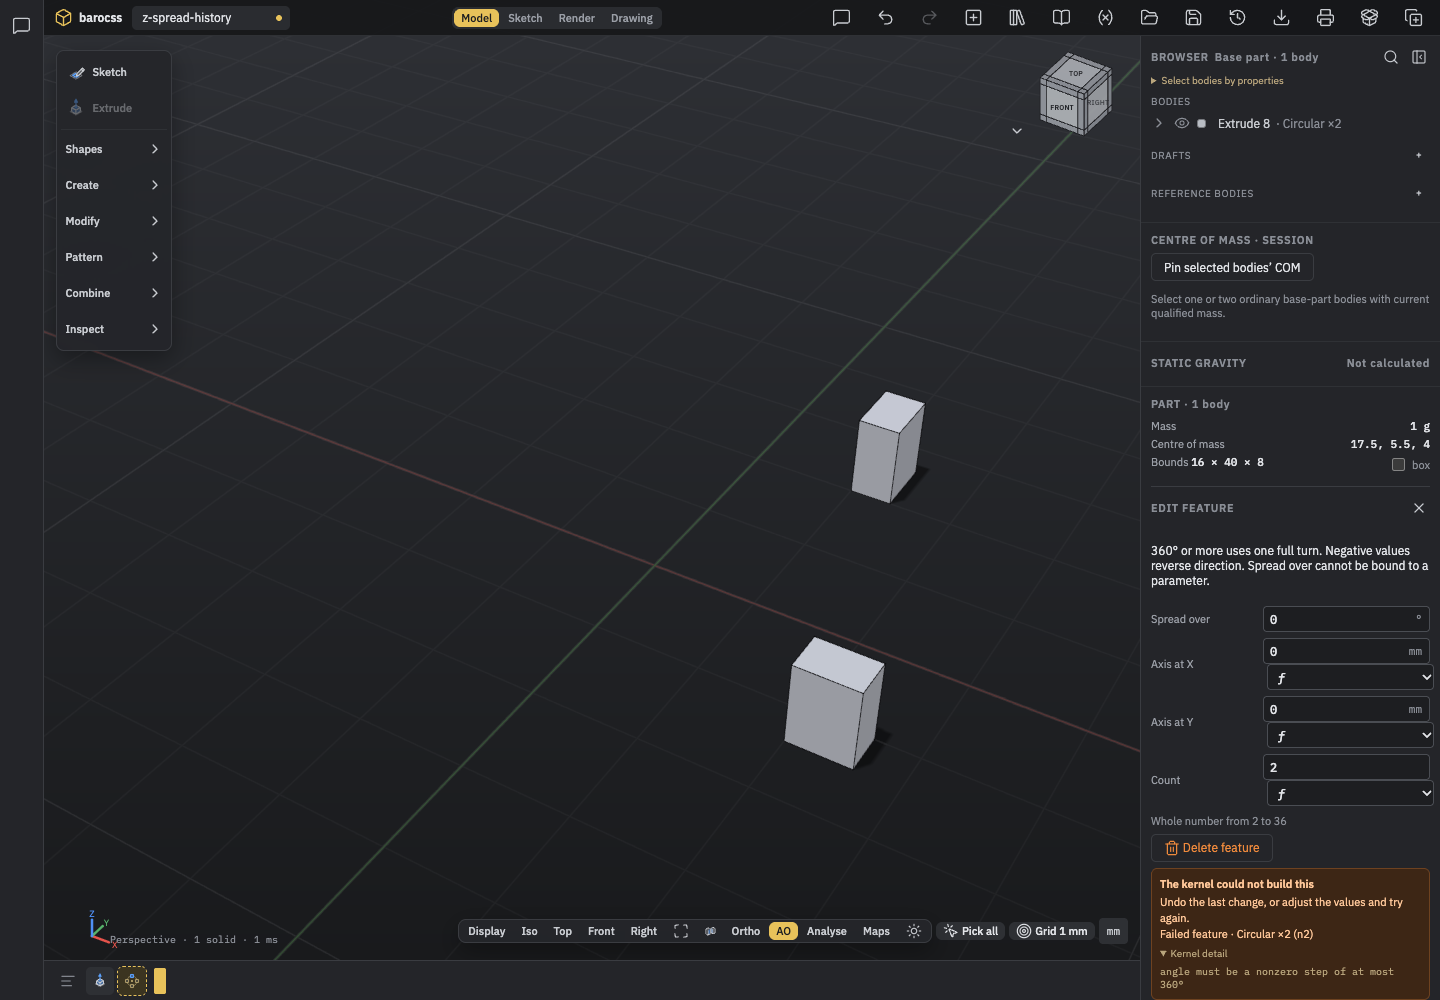 barocss
z-spread-history
Model
Sketch
Render
Drawing
Sketch
Extrude
Shapes
Create
Modify
Pattern
Combine
Inspect
TOP
FRONT
RIGHT
Z
Y
X
Perspective · 1 solid · 1 ms
Display
Iso
Top
Front
Right
Ortho
AO
Analyse
Maps
Pick all
Grid 1 mm
mm
BROWSER Base part · 1 body
Select bodies by properties
BODIES
Extrude 8 · Circular ×2
DRAFTS
+
REFERENCE BODIES
+
CENTRE OF MASS · SESSION
Pin selected bodies’ COM
Select one or two ordinary base-part bodies with current
qualified mass.
STATIC GRAVITY Not calculated
PART · 1 body
Mass 1 g
Centre of mass 17.5, 5.5, 4
Bounds 16 × 40 × 8 box
EDIT FEATURE
360° or more uses one full turn. Negative values
reverse direction. Spread over cannot be bound to a
parameter.
Spread over 0 °
Axis at X 0 mm
ƒ
Axis at Y 0 mm
ƒ
Count 2
ƒ
Whole number from 2 to 36
Delete feature
The kernel could not build this
Undo the last change, or adjust the values and try
again.
Failed feature · Circular ×2 (n2)
Kernel detail
angle must be a nonzero step of at most
360°